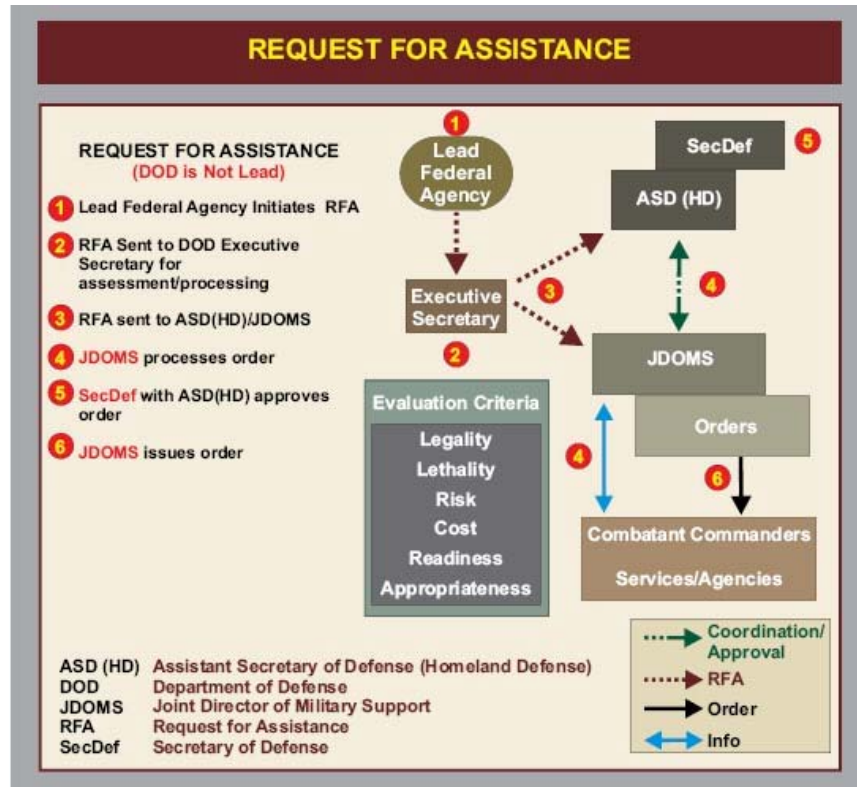 REQUEST FOR ASSISTANCE
REQUEST FOR ASSISTANCE
(DOD is Not Lead)
1 Lead Federal Agency Initiates RFA
2 RFA Sent to DOD Executive
Secretary for
assessment/processing
3 RFA sent to ASD(HD)/JDOMS
4 JDOMS processes order
5 SecDef with ASD(HD) approves
order
6 JDOMS issues order
1
Lead
Federal
Agency
Executive
Secretary
2
3
SecDef
5
ASD (HD)
4
JDOMS
Orders
4
6
Combatant Commanders
Services/Agencies
Evaluation Criteria
Legality
Lethality
Risk
Cost
Readiness
Appropriateness
Coordination/
Approval
RFA
Order
Info
ASD (HD) Assistant Secretary of Defense (Homeland Defense)
DOD Department of Defense
JDOMS Joint Director of Military Support
RFA Request for Assistance
SecDef Secretary of Defense